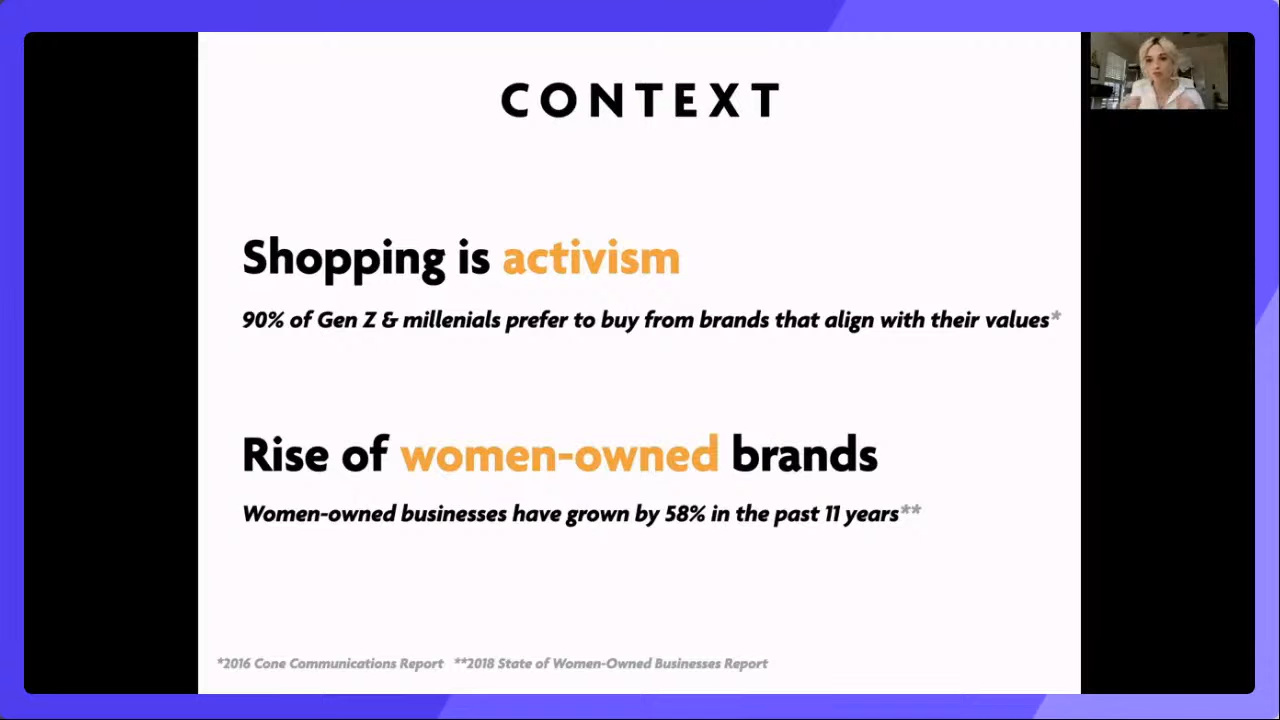 CONTEXT
Shopping is activism
90% of Gen Z & millenials prefer to buy from brands that align with their values*
Rise of women-owned brands
Women-owned businesses have grown by 58% in the past 11 years**
*2016 Cone Communications Report **2018 State of Women-Owned Businesses Report